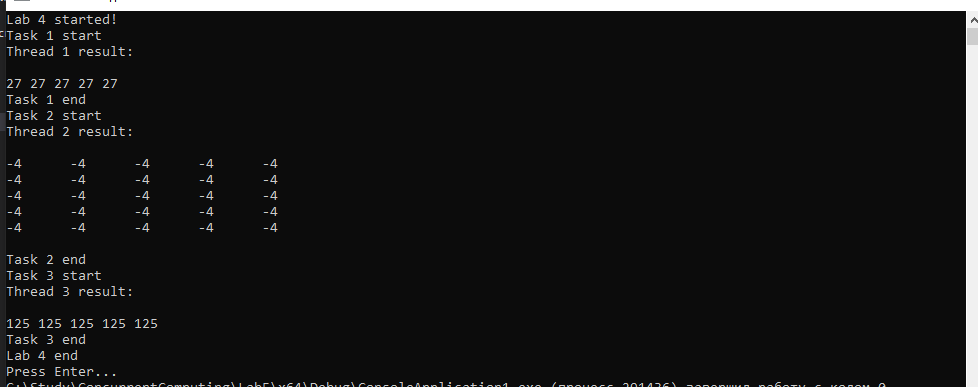 Lab 4 started!
Task 1 start
Thread 1 result:
27 27 27 27 27
Task 1 end
Task 2 start
Thread 2 result:
-4 -4 -4 -4 -4
-4 -4 -4 -4 -4
-4 -4 -4 -4 -4
-4 -4 -4 -4 -4
-4 -4 -4 -4 -4
Task 2 end
Task 3 start
Thread 3 result:
125 125 125 125 125
Task 3 end
Lab 4 end
Press Enter...